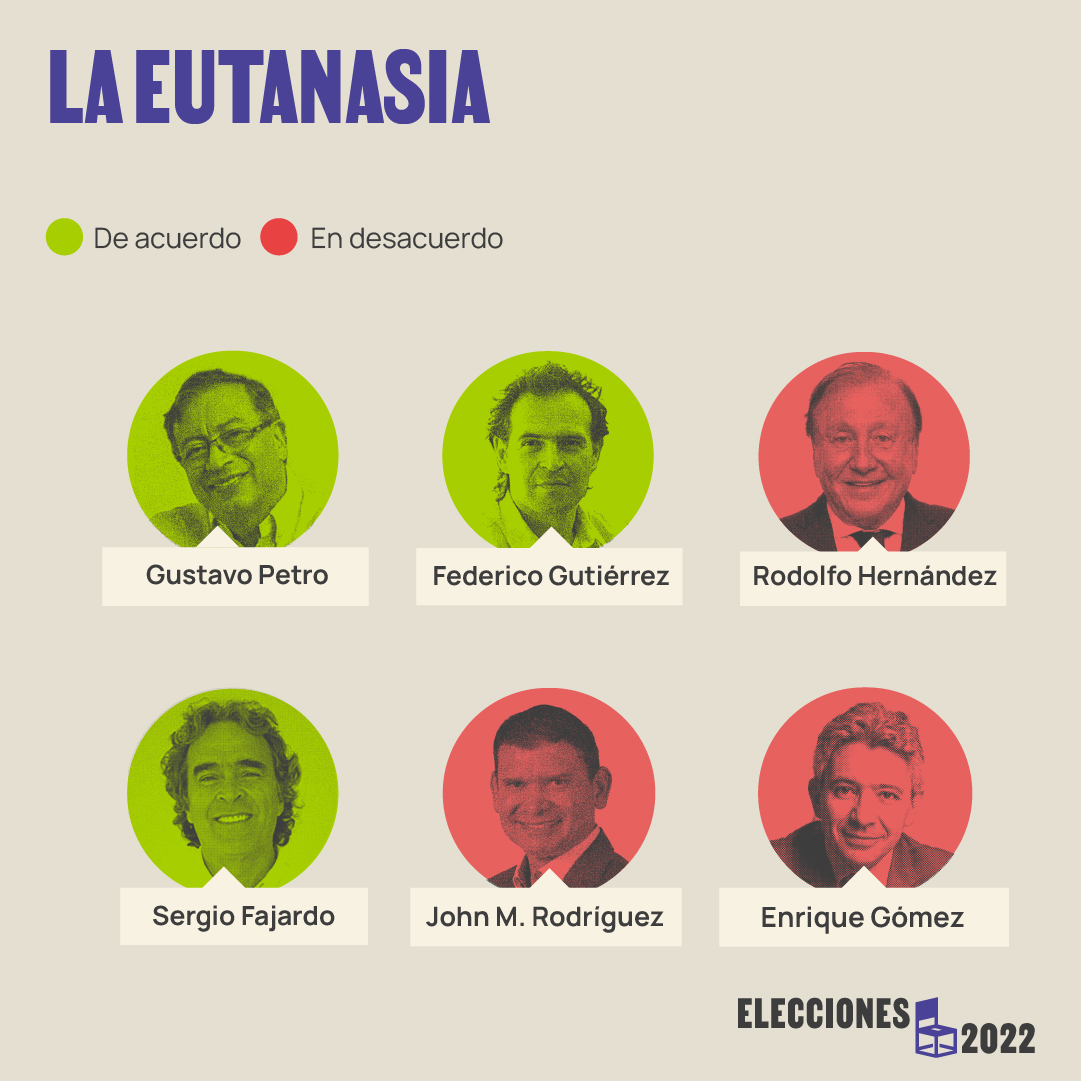 LA EUTANASIA
De acuerdo
En desacuerdo
Gustavo Petro
Federico Gutiérrez
Rodolfo Hernández
Sergio Fajardo
John M. Rodríguez
Enrique Gómez
ELECCIONES
2022